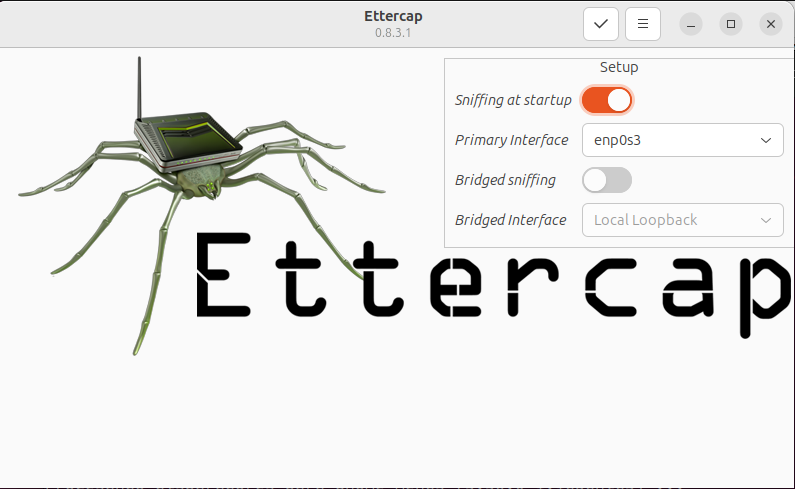 Ettercap
0.8.3.1
Setup
Sniffing at startup
Primary Interface enp0s3
Bridged sniffing
Bridged Interface Local Loopback
Ettercap